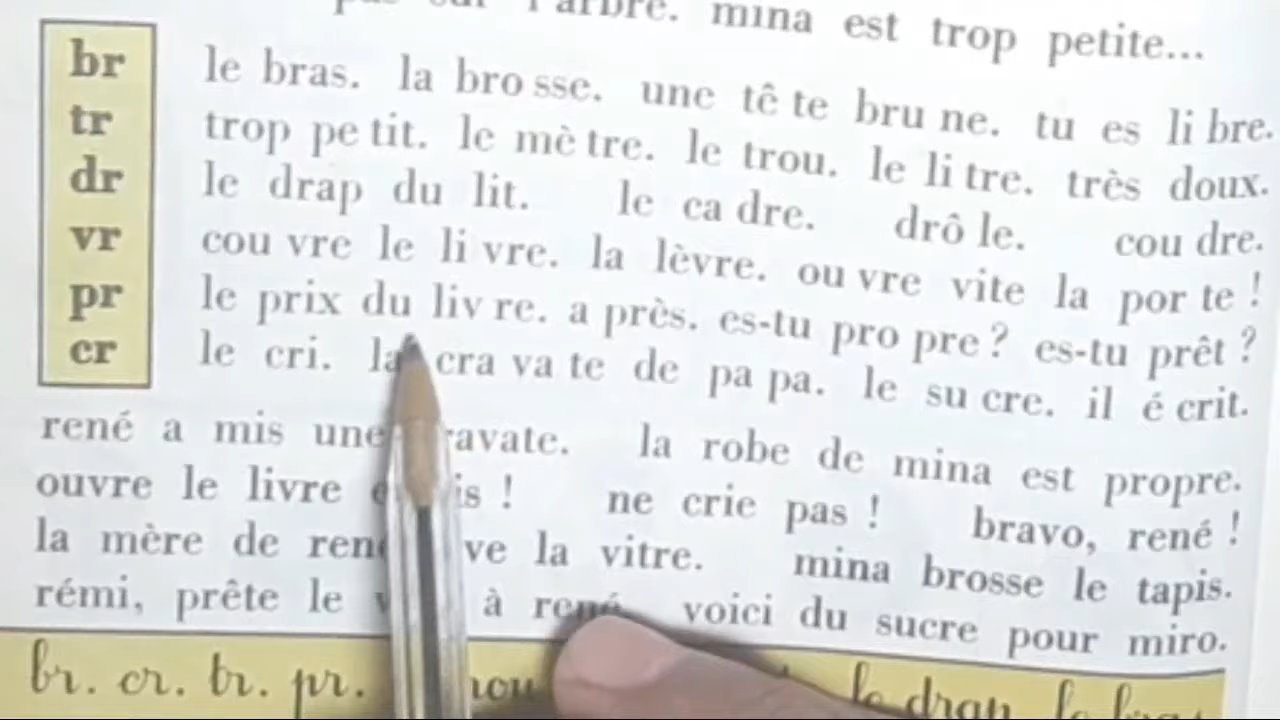 mina est trop petite...
br le bras. la bro sse. une tê te bru ne. tu es li bre.
tr trop pe tit. le mè tre. le trou. le li tre. très doux.
dr le drap du lit. le ca dre. drô le. cou dre.
vr cou vre le li vre. la lèvre. ou vre vite la por te !
pr le prix du liv re. a près. es-tu pro pre ? es-tu prêt ?
cr le cri. la cra va te de pa pa. le su cre. il é crit.
rené a mis une ravate. la robe de mina est propre.
ouvre le livre is ! ne crie pas ! bravo, rené !
la mère de ren ve la vitre. mina brosse le tapis.
rémi, prête le à rené. voici du sucre pour miro.
br. cr. tr. pr. le drap